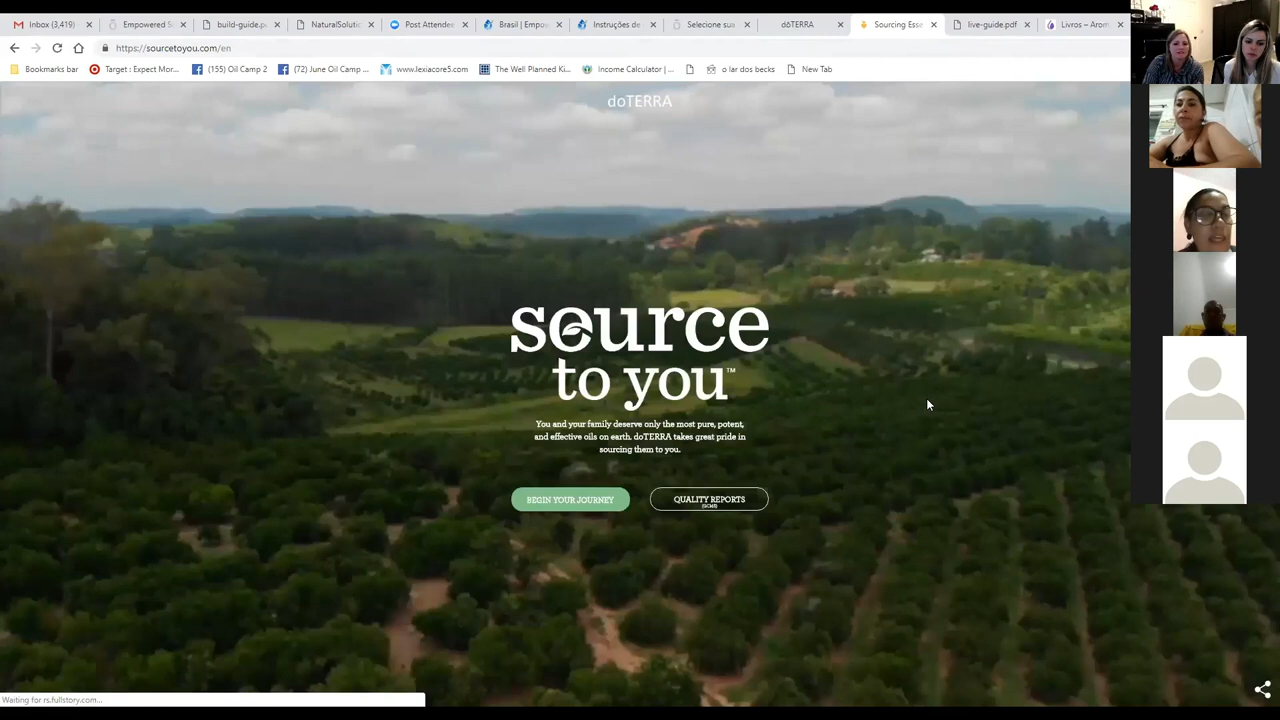 Inbox (3,419)
Empowered S
build-guide.p
NaturalSolutio
Post Attendee
Brasil | Empo
Instruções de
Selecione sua
dōTERRA
Sourcing Esse
live-guide.pdf
Livros – Arom
https://sourcetoyou.com/en
Bookmarks bar
Target : Expect Mor...
(155) Oil Camp 2
(72) June Oil Camp ...
www.lexiacore5.com
The Well Planned Ki...
Income Calculator | ...
o lar dos becks
New Tab
doTERRA
source
to you™
You and your family deserve only the most pure, potent,
and effective oils on earth. doTERRA takes great pride in
sourcing them to you.
BEGIN YOUR JOURNEY
QUALITY REPORTS
(GCMS)
Waiting for rs.fullstory.com...